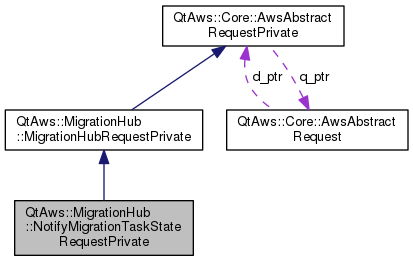 QtAws::Core::AwsAbstract
RequestPrivate
d_ptr
q_ptr
QtAws::MigrationHub
::MigrationHubRequestPrivate
QtAws::Core::AwsAbstract
Request
QtAws::MigrationHub
::NotifyMigrationTaskState
RequestPrivate